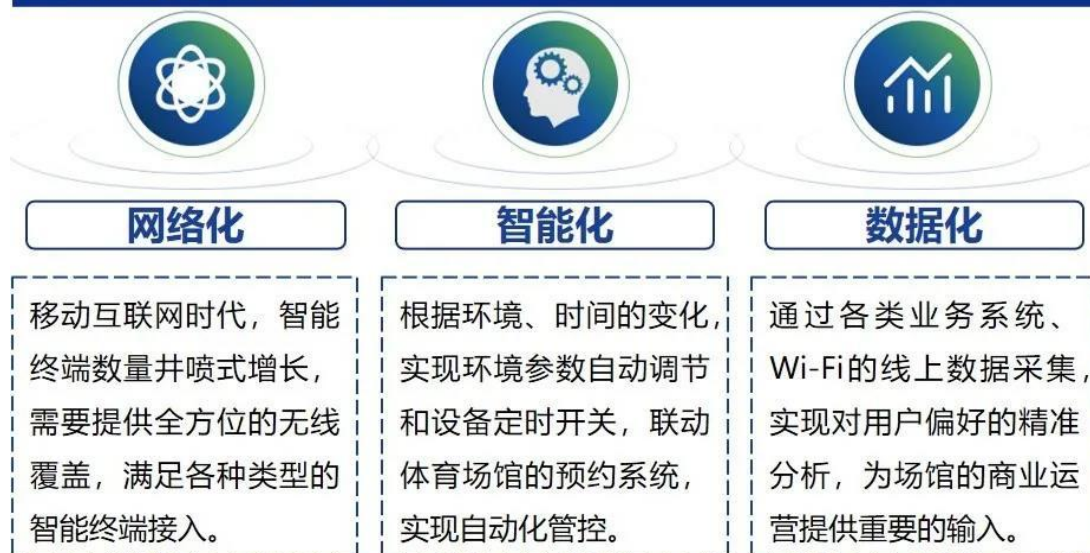 网络化
移动互联网时代，智能
终端数量井喷式增长，
需要提供全方位的无线
覆盖，满足各种类型的
智能终端接入。
智能化
根据环境、时间的变化，
实现环境参数自动调节
和设备定时开关，联动
体育场馆的预约系统，
实现自动化管控。
数据化
通过各类业务系统、
Wi-Fi的线上数据采集，
实现对用户偏好的精准
分析，为场馆的商业运
营提供重要的输入。